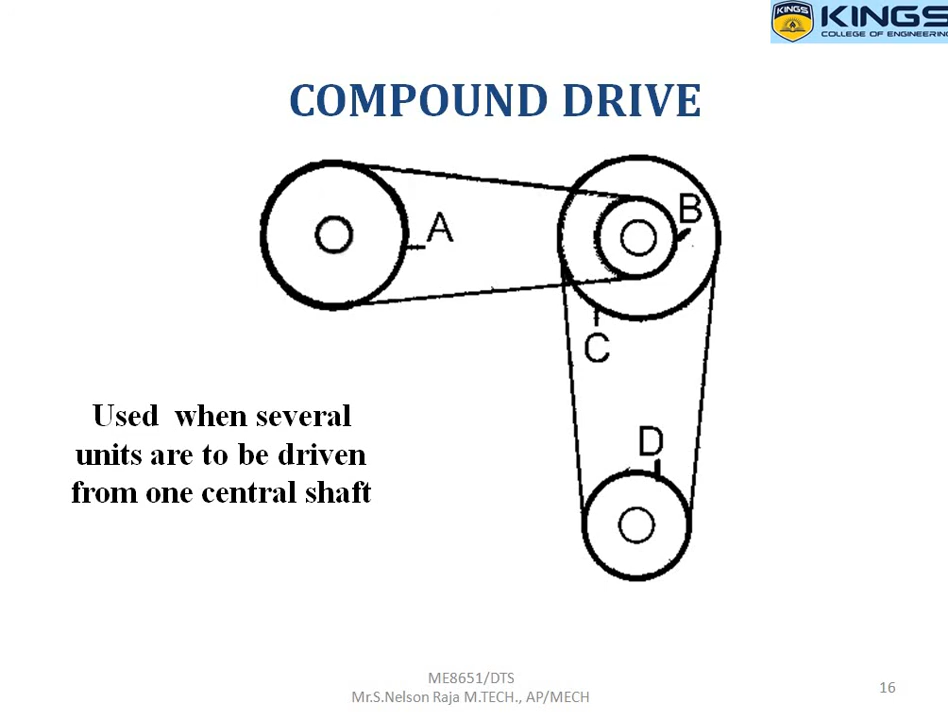 KINGS
COLLEGE OF ENGINEERING
COMPOUND DRIVE
A
B
C
D
Used when several
units are to be driven
from one central shaft
ME8651/DTS
Mr.S.Nelson Raja M.TECH., AP/MECH
16